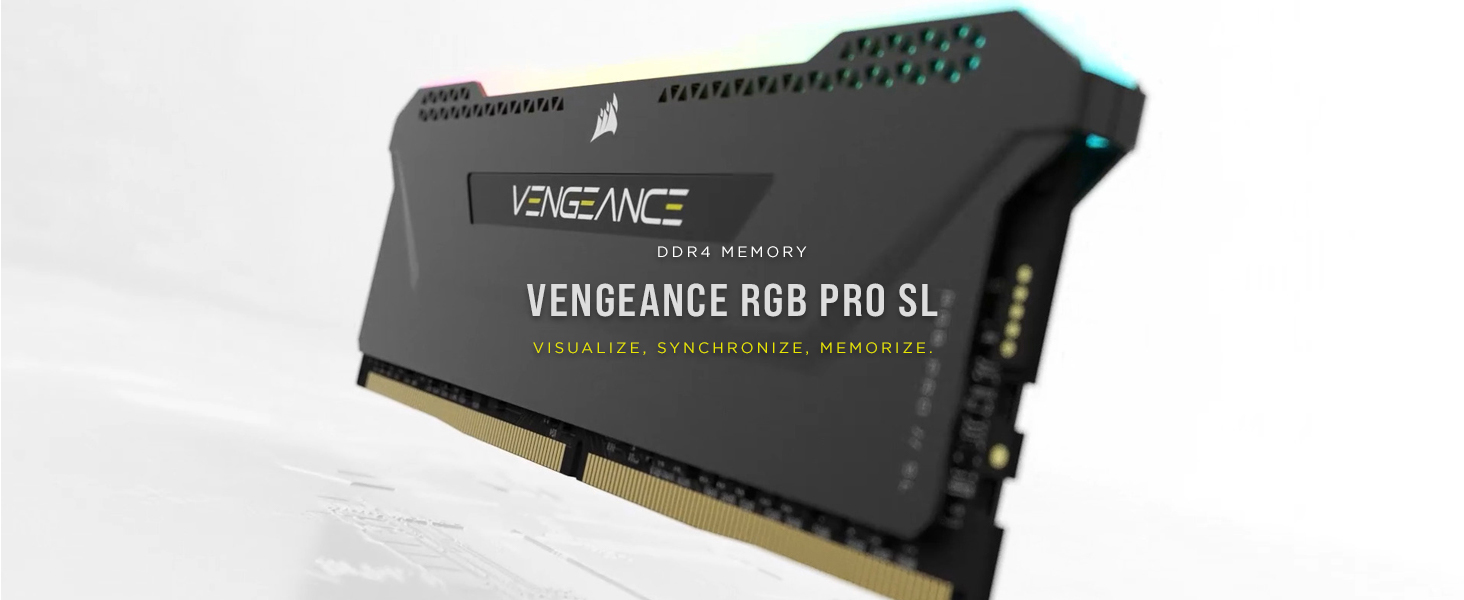 VENGEANCE
DDR4 MEMORY
VENGEANCE RGB PRO SL
VISUALIZE, SYNCHRONIZE, MEMORIZE.